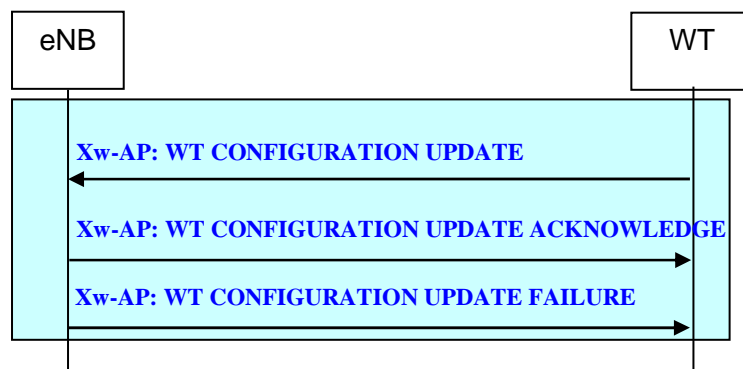 eNB
WT
Xw-AP: WT CONFIGURATION UPDATE
Xw-AP: WT CONFIGURATION UPDATE ACKNOWLEDGE
Xw-AP: WT CONFIGURATION UPDATE FAILURE